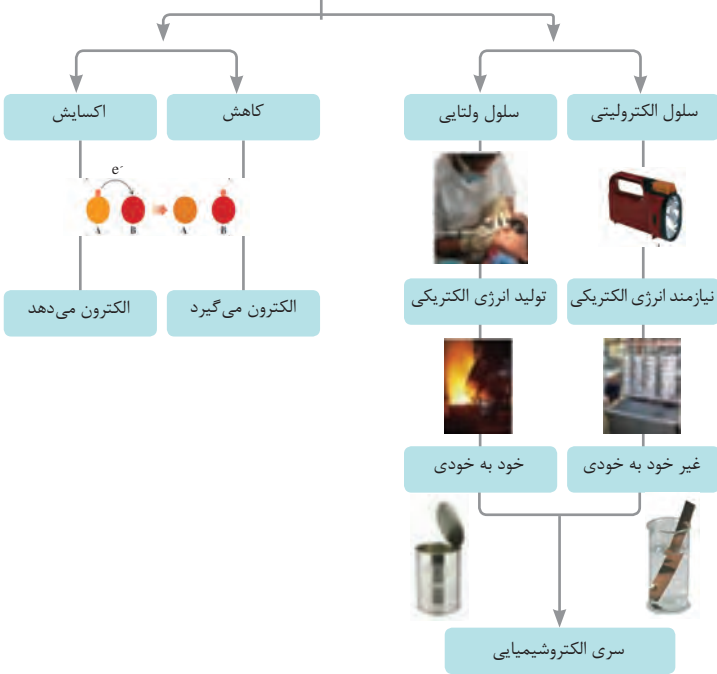 سلول الکترولیتی
سلول ولتایی
کاهش
اکسایش
e-
A
B
A
B
نیازمند انرژی الکتریکی
تولید انرژی الکتریکی
الکترون می‌گیرد
الکترون می‌دهد
غیر خود به خودی
خود به خودی
سری الکتروشیمیایی